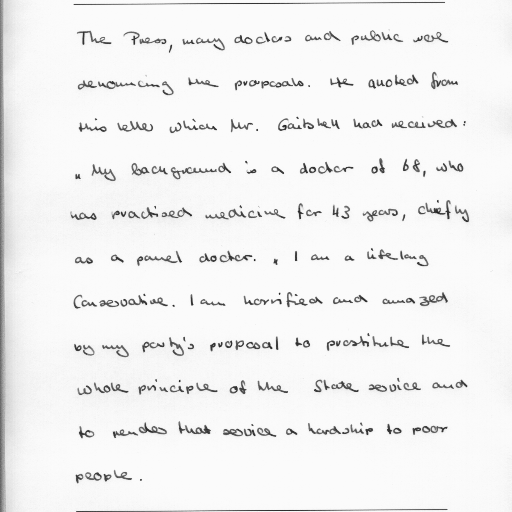 The Press, many doctors and public were
denouncing the proposals. He quoted from
this letter which Mr. Gaitskell had received:
"My background is a doctor of 68, who
has practised medicine for 43 years, chiefly
as a panel doctor. "I am a lifelong
Conservative. I am horrified and amazed
by my party's proposal to prostitute the
whole principle of the State service and
to render that service a hardship to poor
people.